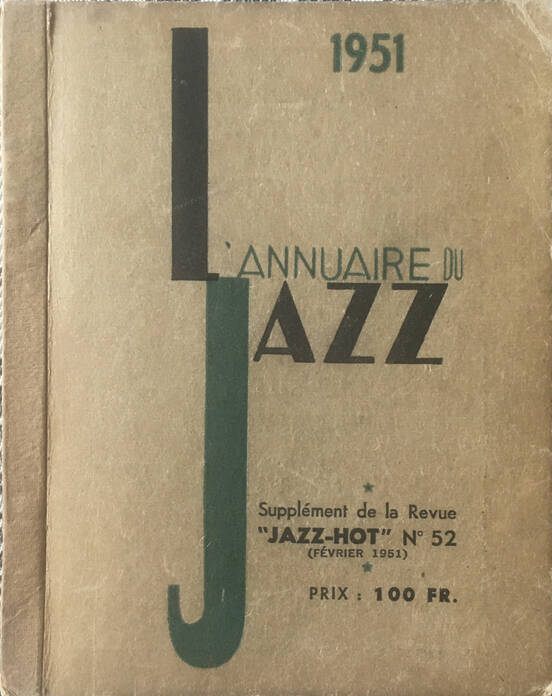 1951
L'ANNUAIRE DU
JAZZ
Supplément de la Revue
"JAZZ-HOT" N° 52
(FÉVRIER 1951)
PRIX : 100 FR.